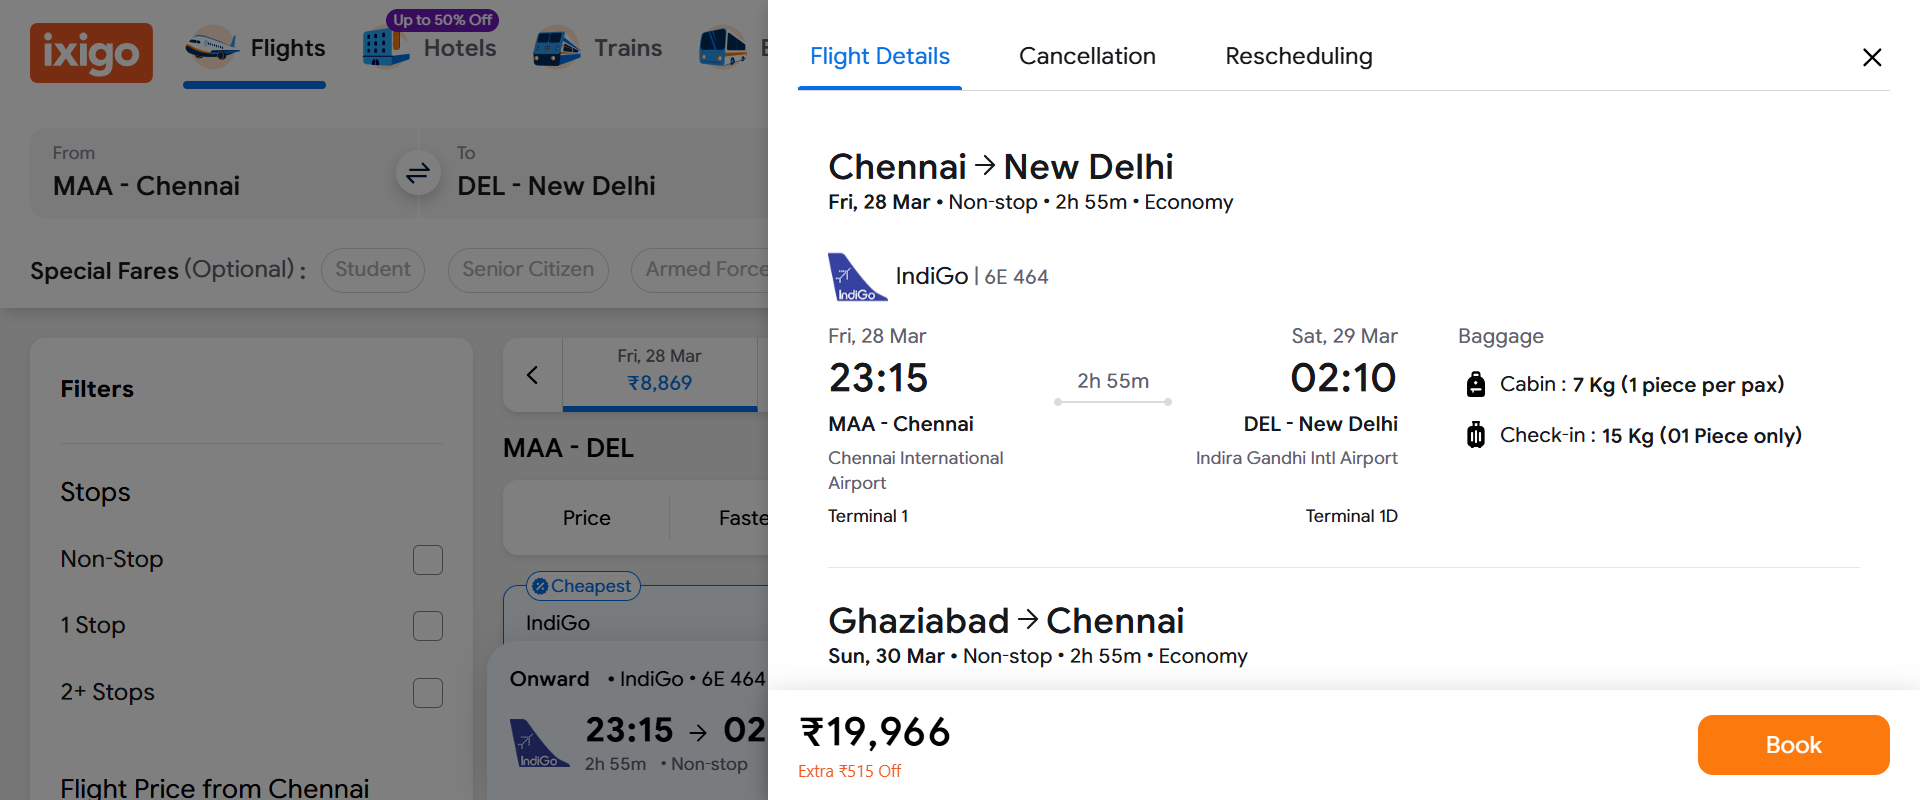 ixigo
Flights
Up to 50% Off
Hotels
Trains
From
MAA - Chennai
To
DEL - New Delhi
Special Fares (Optional) :
Student
Senior Citizen
Armed Force
Filters
Stops
Non-Stop
1 Stop
2+ Stops
Flight Price from Chennai
Fri, 28 Mar
₹8,869
MAA - DEL
Price
Faste
Cheapest
IndiGo
Onward • IndiGo • 6E 464
IndiGo
23:15 → 02
2h 55m • Non-stop
Flight Details
Cancellation
Rescheduling
Chennai → New Delhi
Fri, 28 Mar • Non-stop • 2h 55m • Economy
IndiGo
IndiGo | 6E 464
Fri, 28 Mar
23:15
MAA - Chennai
Chennai International
Airport
Terminal 1
2h 55m
Sat, 29 Mar
02:10
DEL - New Delhi
Indira Gandhi Intl Airport
Terminal 1D
Baggage
Cabin : 7 Kg (1 piece per pax)
Check-in : 15 Kg (01 Piece only)
Ghaziabad → Chennai
Sun, 30 Mar • Non-stop • 2h 55m • Economy
₹19,966
Extra ₹515 Off
Book